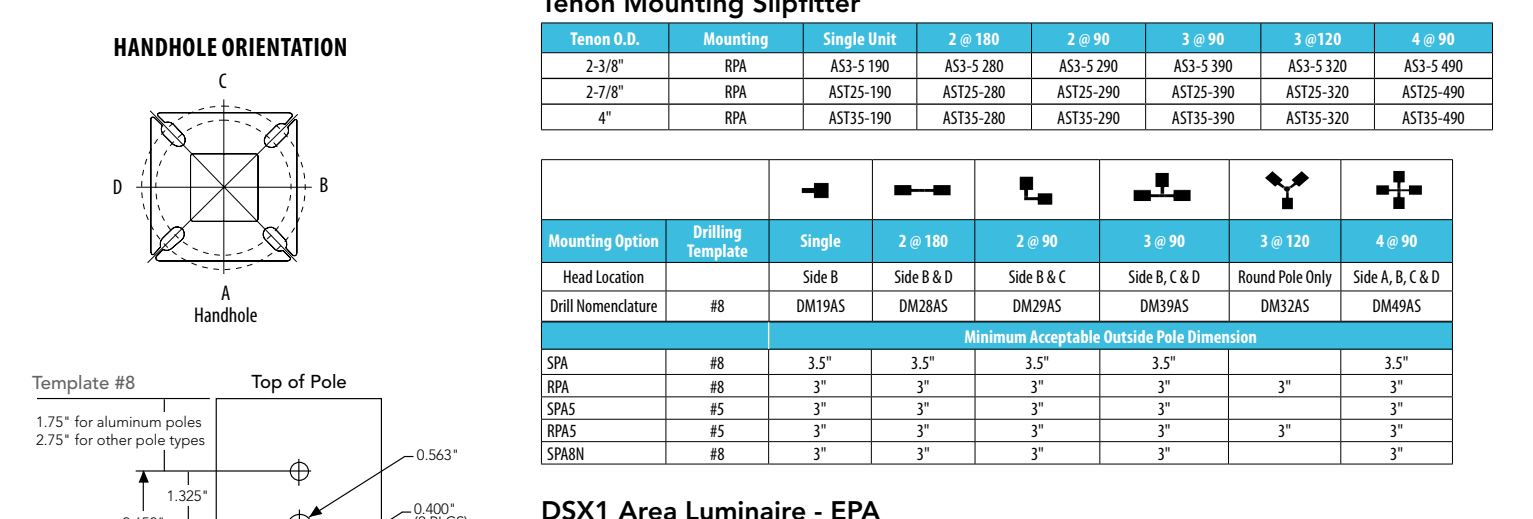 HANDHOLE ORIENTATION
C
D
B
A
Handhole
Template #8
Top of Pole
1.75" for aluminum poles
2.75" for other pole types
0.563"
1.325"
0.400"
Tenon Mounting Slipfitter
Tenon O.D. Mounting Single Unit 2 @ 180 2 @ 90 3 @ 90 3 @120 4 @ 90
2-3/8" RPA AS3-5 190 AS3-5 280 AS3-5 290 AS3-5 390 AS3-5 320 AS3-5 490
2-7/8" RPA AST25-190 AST25-280 AST25-290 AST25-390 AST25-320 AST25-490
4" RPA AST35-190 AST35-280 AST35-290 AST35-390 AST35-320 AST35-490
Mounting Option Drilling Template Single 2 @ 180 2 @ 90 3 @ 90 3 @ 120 4 @ 90
Head Location Side B Side B & D Side B & C Side B, C & D Round Pole Only Side A, B, C & D
Drill Nomenclature #8 DM19AS DM28AS DM29AS DM39AS DM32AS DM49AS
Minimum Acceptable Outside Pole Dimension
SPA #8 3.5" 3.5" 3.5" 3.5" 3.5"
RPA #8 3" 3" 3" 3" 3" 3"
SPA5 #5 3" 3" 3" 3" 3"
RPA5 #5 3" 3" 3" 3" 3" 3"
SPA8N #8 3" 3" 3" 3" 3"
DSX1 Area Luminaire - EPA